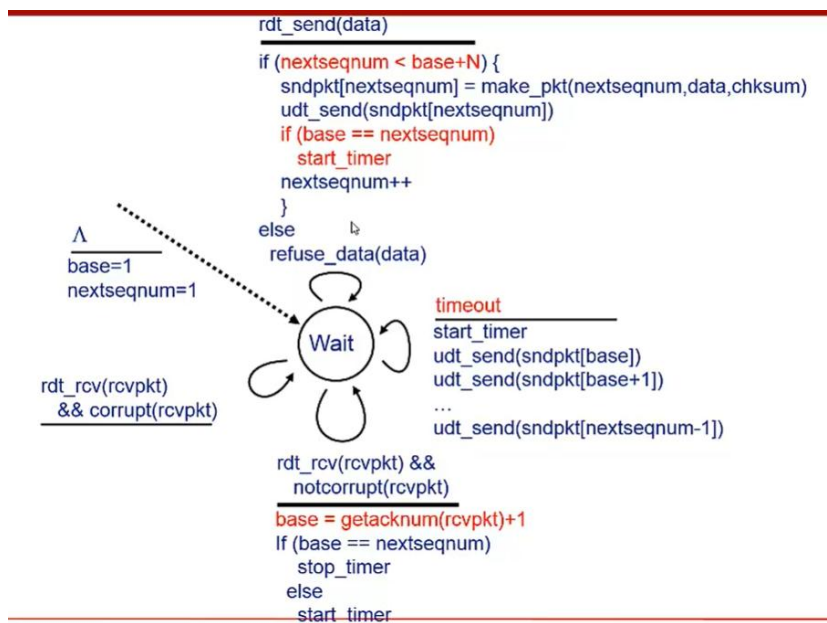 rdt_send(data)
if (nextseqnum < base+N) {
sndpkt[nextseqnum] = make_pkt(nextseqnum,data,chksum)
udt_send(sndpkt[nextseqnum])
if (base == nextseqnum)
start_timer
nextseqnum++
}
else
refuse_data(data)
Λ
base=1
nextseqnum=1
Wait
timeout
start_timer
udt_send(sndpkt[base])
udt_send(sndpkt[base+1])
...
udt_send(sndpkt[nextseqnum-1])
rdt_rcv(rcvpkt)
&& corrupt(rcvpkt)
rdt_rcv(rcvpkt) &&
notcorrupt(rcvpkt)
base = getacknum(rcvpkt)+1
If (base == nextseqnum)
stop_timer
else
start_timer